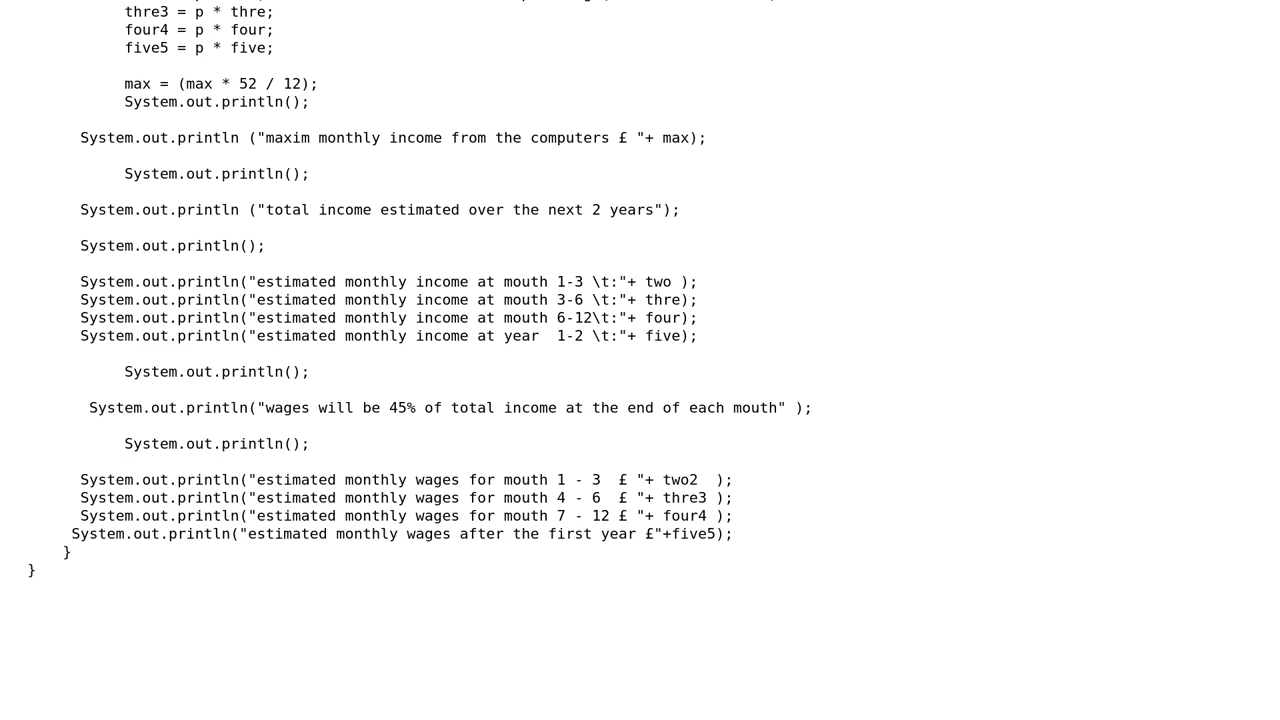 thre3 = p * thre;
four4 = p * four;
five5 = p * five;
max = (max * 52 / 12);
System.out.println();
System.out.println ("maxim monthly income from the computers £ "+ max);
System.out.println();
System.out.println ("total income estimated over the next 2 years");
System.out.println();
System.out.println("estimated monthly income at mouth 1-3 \t:"+ two );
System.out.println("estimated monthly income at mouth 3-6 \t:"+ thre);
System.out.println("estimated monthly income at mouth 6-12\t:"+ four);
System.out.println("estimated monthly income at year  1-2 \t:"+ five);
System.out.println();
System.out.println("wages will be 45% of total income at the end of each mouth" );
System.out.println();
System.out.println("estimated monthly wages for mouth 1 - 3  £ "+ two2  );
System.out.println("estimated monthly wages for mouth 4 - 6  £ "+ thre3 );
System.out.println("estimated monthly wages for mouth 7 - 12 £ "+ four4 );
System.out.println("estimated monthly wages after the first year £"+five5);
}
}